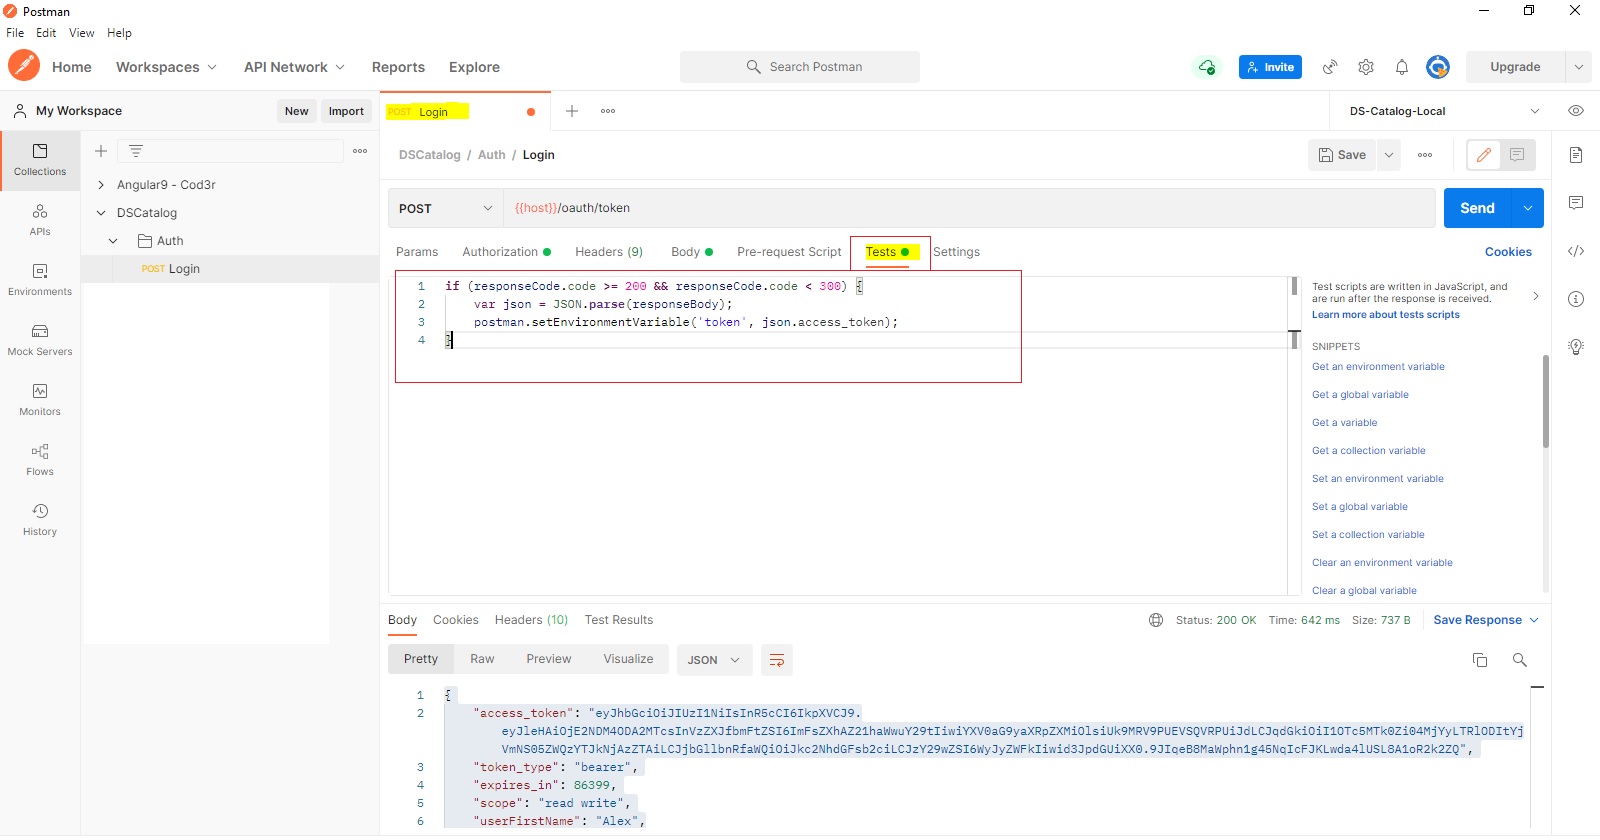 Postman
File Edit View Help
Home Workspaces API Network Reports Explore
Search Postman
Invite
Upgrade
My Workspace
New
Import
POST Login
DS-Catalog-Local
Collections
APIs
Environments
Mock Servers
Monitors
Flows
History
Angular9 - Cod3r
DSCatalog
Auth
POST Login
DSCatalog / Auth / Login
Save
POST
{{host}}/oauth/token
Send
Params Authorization Headers (9) Body Pre-request Script Tests Settings
Cookies
1 if (responseCode.code >= 200 && responseCode.code < 300) {
2 var json = JSON.parse(responseBody);
3 postman.setEnvironmentVariable('token', json.access_token);
4 }
Test scripts are written in JavaScript, and
are run after the response is received.
Learn more about tests scripts
SNIPPETS
Get an environment variable
Get a global variable
Get a variable
Get a collection variable
Set an environment variable
Set a global variable
Set a collection variable
Clear an environment variable
Clear a global variable
Body Cookies Headers (10) Test Results
Status: 200 OK Time: 642 ms Size: 737 B
Save Response
Pretty Raw Preview Visualize JSON
1 {
2 "access_token": "eyJhbGciOiJIUzI1NiIsInR5cCI6IkpXVCJ9.
3 "token_type": "bearer",
4 "expires_in": 86399,
5 "scope": "read write",
6 "userFirstName": "Alex",